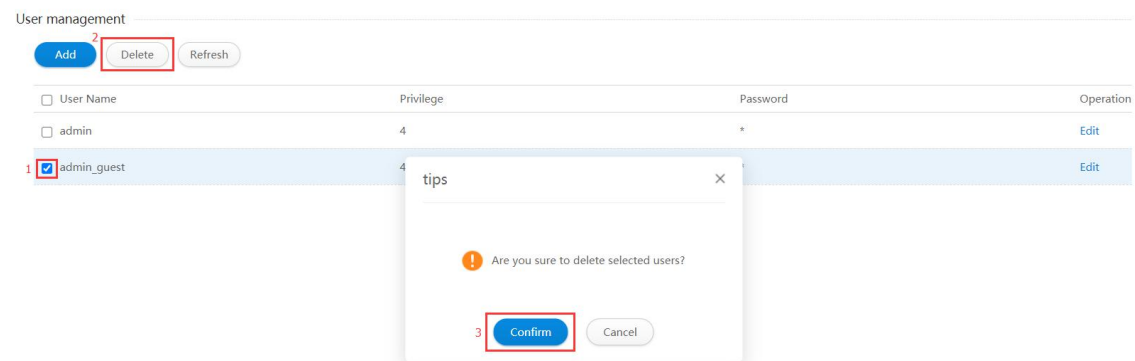 User management
2
Add Delete Refresh
User Name Privilege Password Operation
admin 4 * Edit
1 admin_guest 4 * Edit
tips
Are you sure to delete selected users?
3 Confirm Cancel